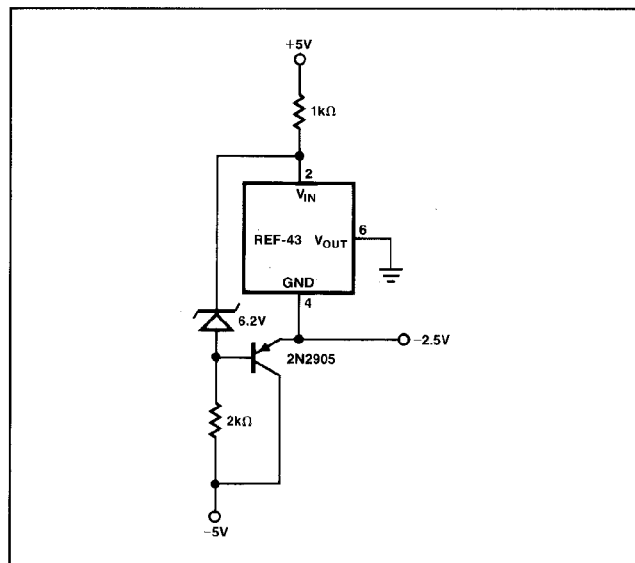 +5V
1kΩ
2
VIN
REF-43 VOUT 6
GND
4
6.2V
2N2905
−2.5V
2kΩ
−5V